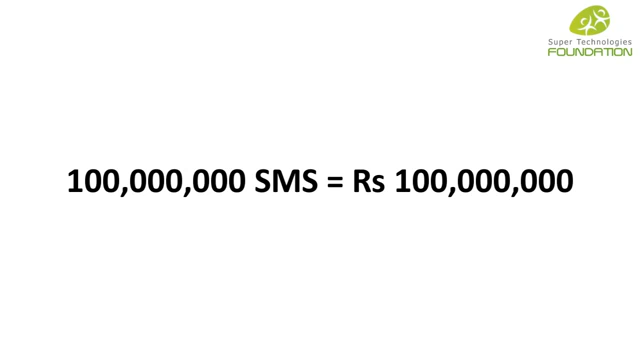 Super Technologies
FOUNDATION
100,000,000 SMS = Rs 100,000,000